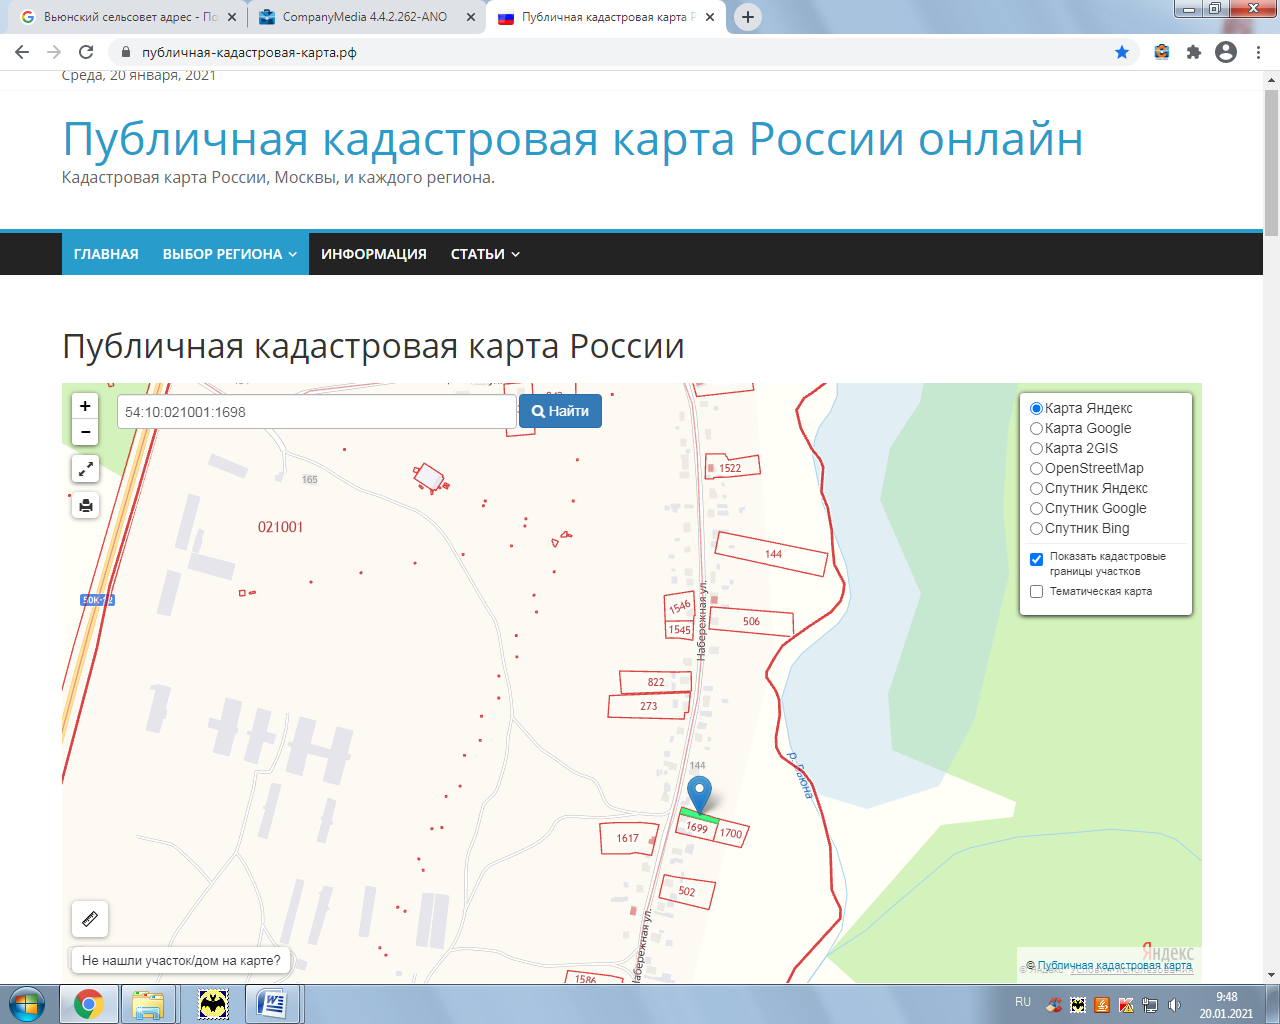 Вьюнский сельсовет адрес - По
CompanyMedia 4.4.2.262-ANO
Публичная кадастровая карта Р
публичная-кадастровая-карта.рф
Среда, 20 января, 2021
Публичная кадастровая карта России онлайн
Кадастровая карта России, Москвы, и каждого региона.
ГЛАВНАЯ
ВЫБОР РЕГИОНА
ИНФОРМАЦИЯ
СТАТЬИ
Публичная кадастровая карта России
+
−
54:10:021001:1698
Найти
Карта Яндекс
Карта Google
Карта 2GIS
OpenStreetMap
Спутник Яндекс
Спутник Google
Спутник Bing
Показать кадастровые
границы участков
Тематическая карта
1522
165
021001
144
1546
1545
506
Набережная ул.
822
273
144
1699
1700
1617
502
Набережная ул.
1586
Не нашли участок/дом на карте?
Яндекс
© Публичная кадастровая карта
RU
9:48
20.01.2021